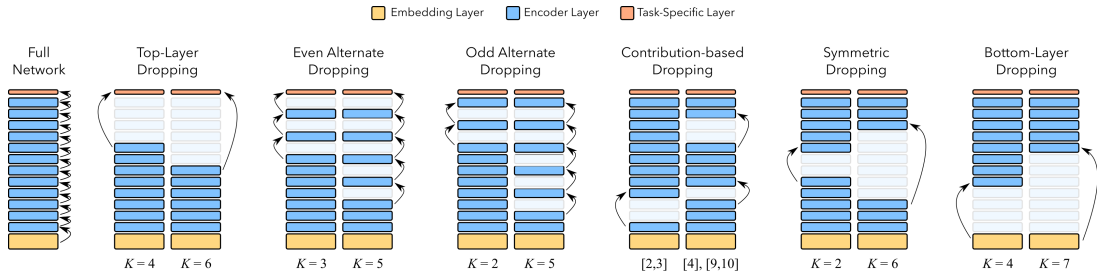 Embedding Layer Encoder Layer Task-Specific Layer
Full Network
Top-Layer Dropping
Even Alternate Dropping
Odd Alternate Dropping
Contribution-based Dropping
Symmetric Dropping
Bottom-Layer Dropping
K = 4 K = 6 K = 3 K = 5 K = 2 K = 5 [2,3] [4], [9,10] K = 2 K = 6 K = 4 K = 7